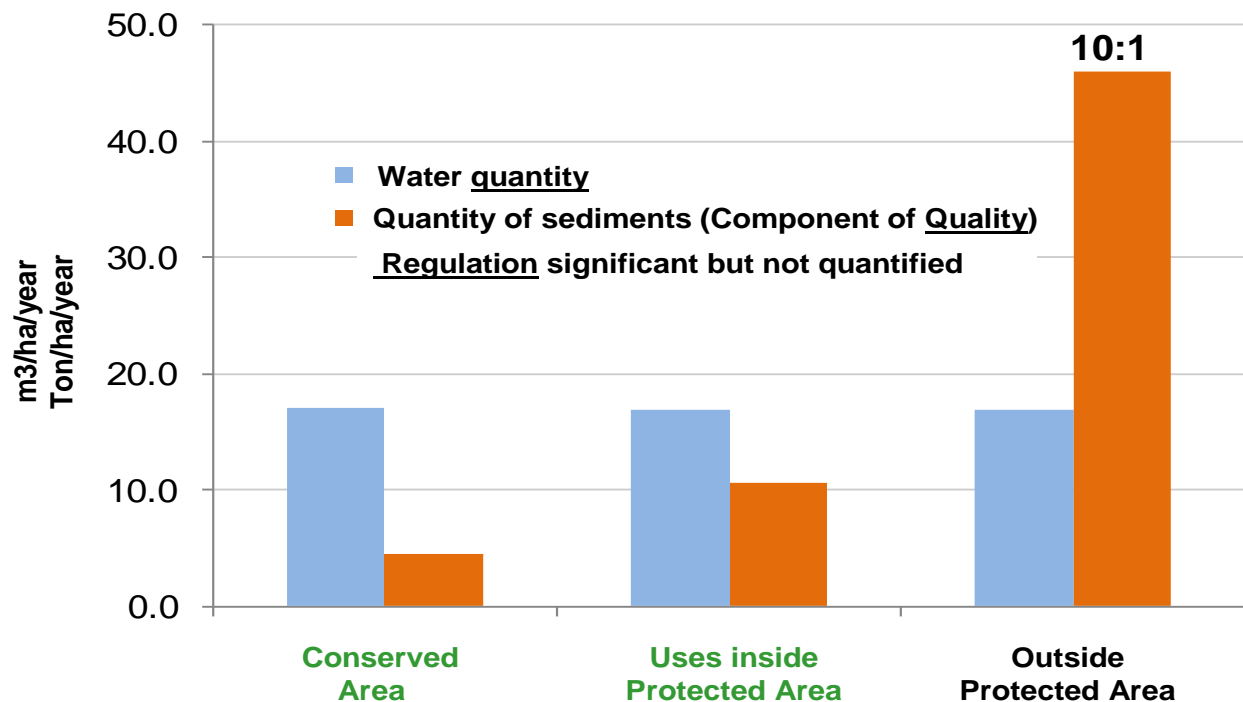 50.0
40.0
30.0
20.0
10.0
0.0
m3/ha/year
Ton/ha/year
10:1
Water quantity
Quantity of sediments (Component of Quality)
Regulation significant but not quantified
Conserved
Area
Uses inside
Protected Area
Outside
Protected Area